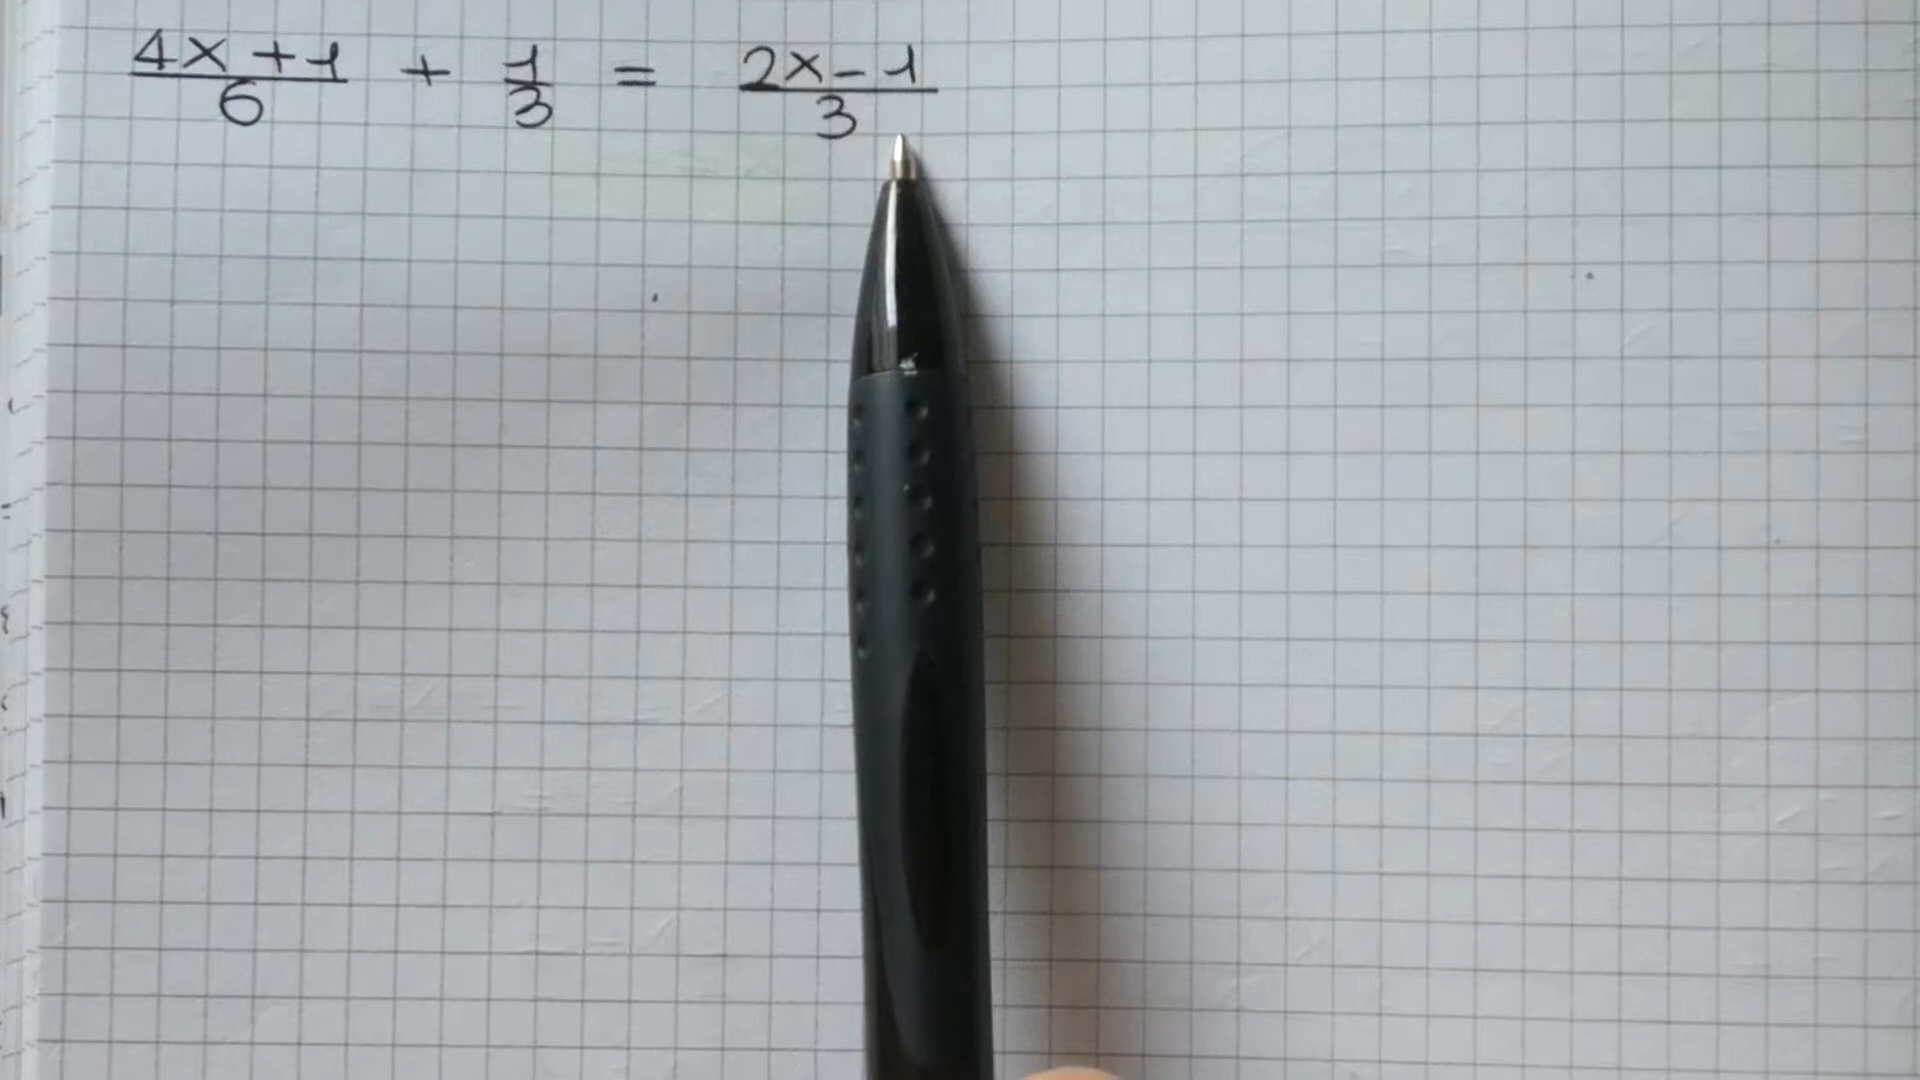 (4x+1)/6 + 1/3 = (2x-1)/3